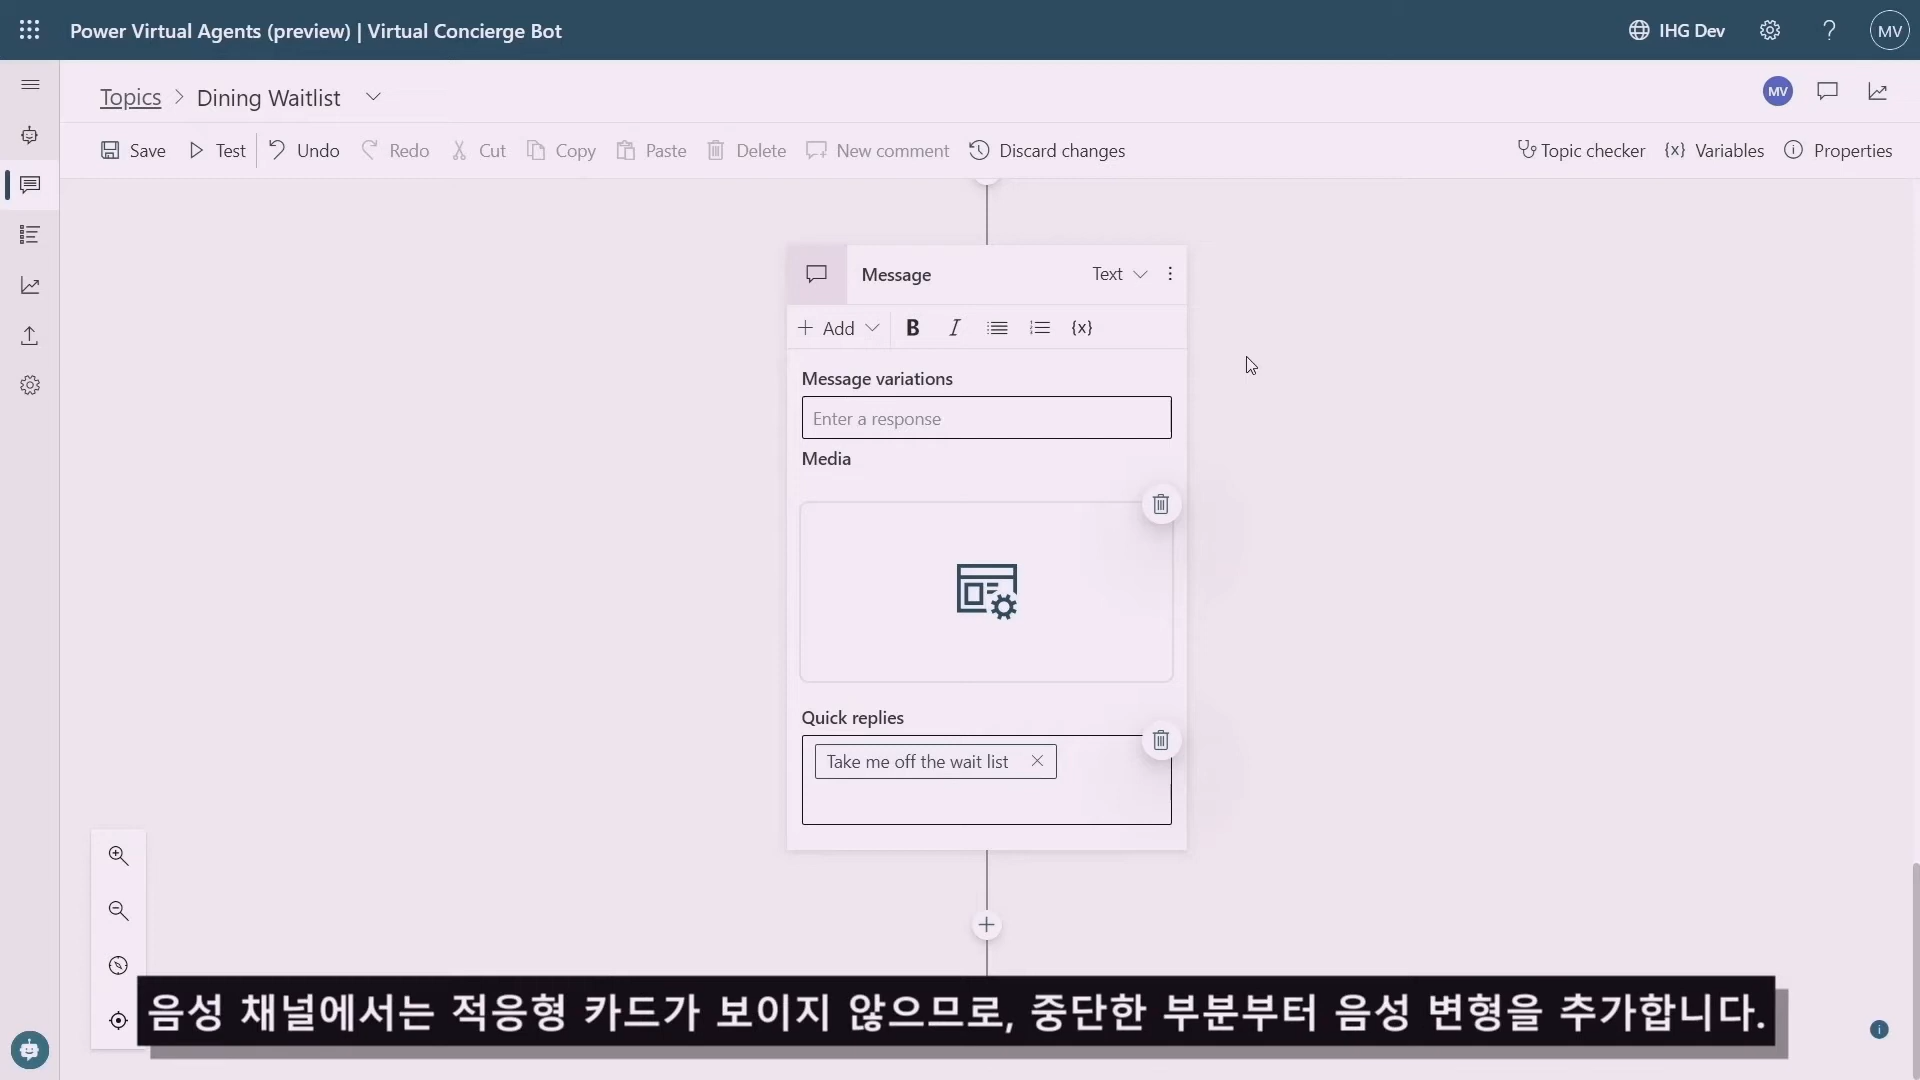 Power Virtual Agents (preview) | Virtual Concierge Bot
IHG Dev
?
MV
Topics > Dining Waitlist
MV
Save
Test
Undo
Redo
Cut
Copy
Paste
Delete
New comment
Discard changes
Topic checker
{x} Variables
Properties
Message
Text
+ Add
B
I
{x}
Message variations
Enter a response
Media
Quick replies
Take me off the wait list
음성 채널에서는 적응형 카드가 보이지 않으므로, 중단한 부분부터 음성 변형을 추가합니다.